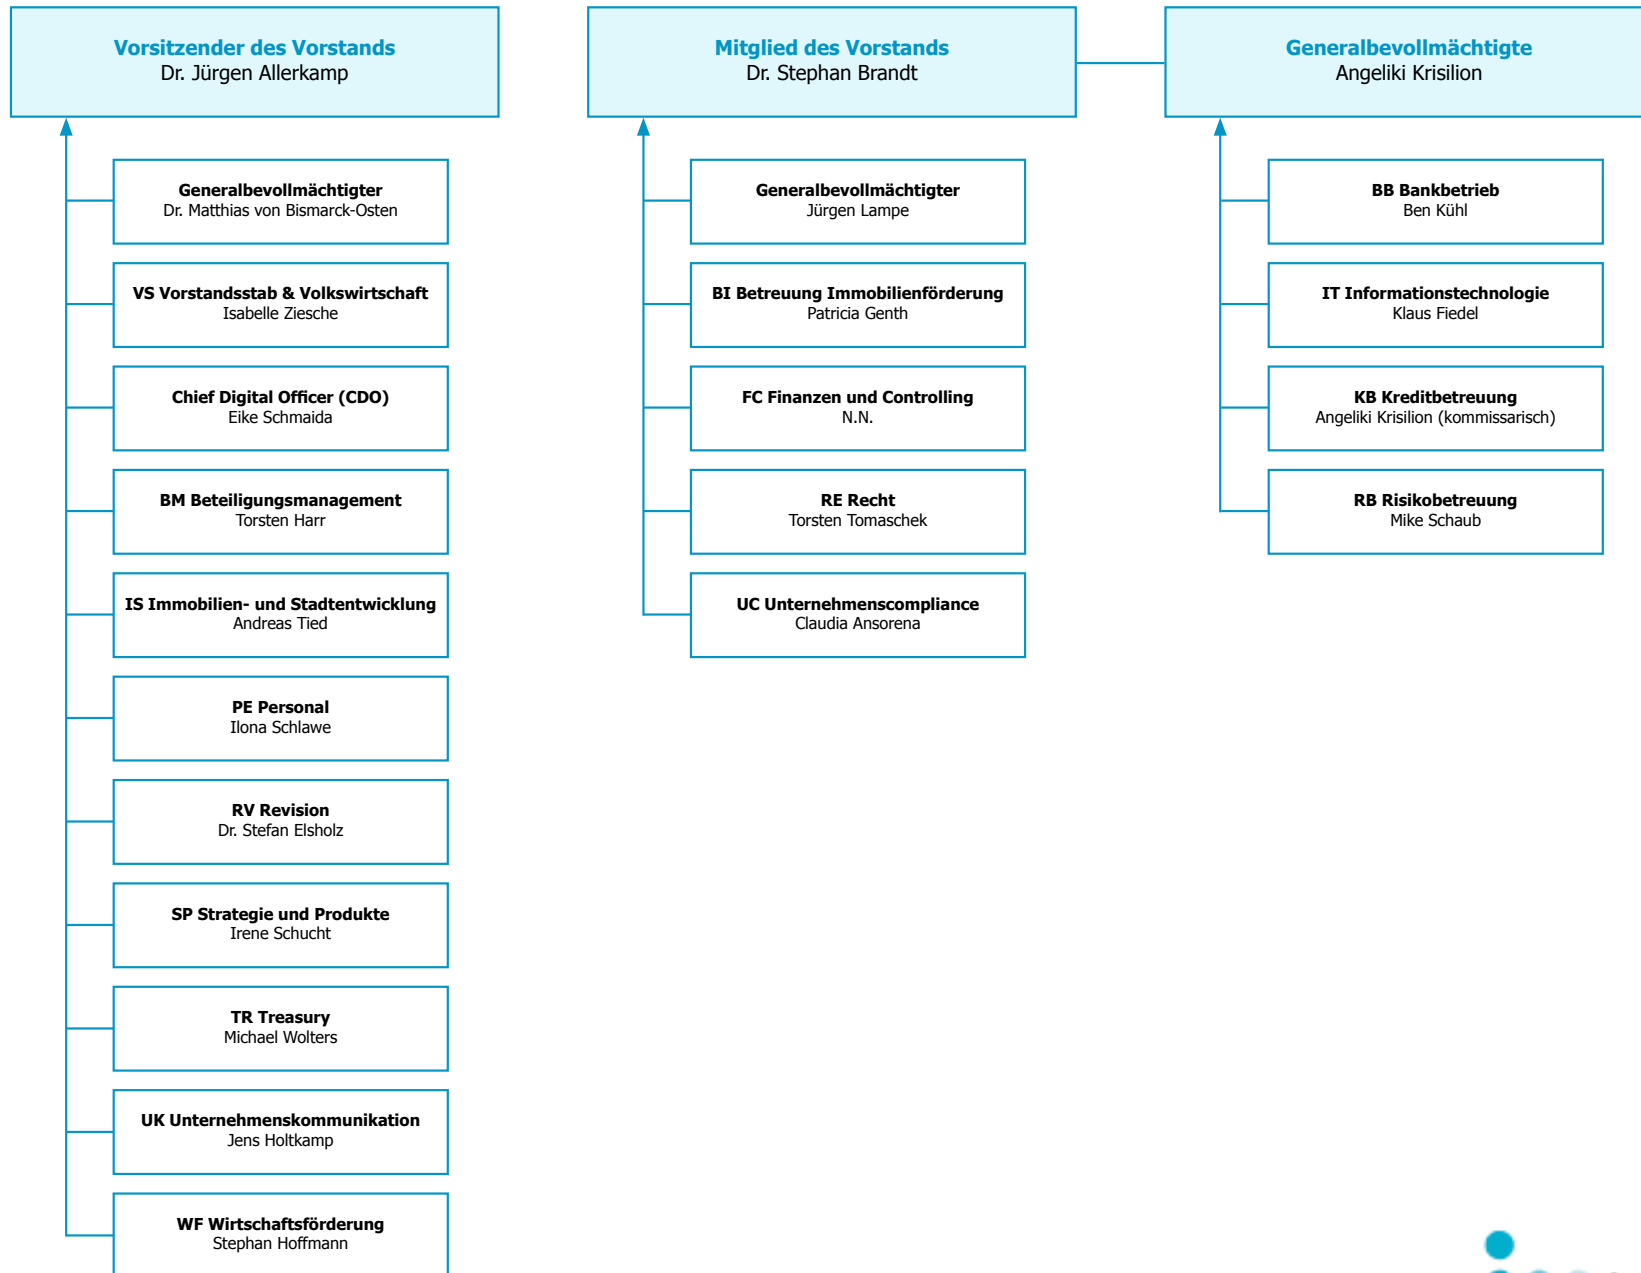 Vorsitzender des Vorstands
Dr. Jürgen Allerkamp
Generalbevollmächtigter
Dr. Matthias von Bismarck-Osten
VS Vorstandsstab & Volkswirtschaft
Isabelle Ziesche
Chief Digital Officer (CDO)
Eike Schmaida
BM Beteiligungsmanagement
Torsten Harr
IS Immobilien- und Stadtentwicklung
Andreas Tied
PE Personal
Ilona Schlawe
RV Revision
Dr. Stefan Elsholz
SP Strategie und Produkte
Irene Schucht
TR Treasury
Michael Wolters
UK Unternehmenskommunikation
Jens Holtkamp
WF Wirtschaftsförderung
Stephan Hoffmann
Mitglied des Vorstands
Dr. Stephan Brandt
Generalbevollmächtigter
Jürgen Lampe
BI Betreuung Immobilienförderung
Patricia Genth
FC Finanzen und Controlling
N.N.
RE Recht
Torsten Tomaschek
UC Unternehmenscompliance
Claudia Ansorena
Generalbevollmächtigte
Angeliki Krisilion
BB Bankbetrieb
Ben Kühl
IT Informationstechnologie
Klaus Fiedel
KB Kreditbetreuung
Angeliki Krisilion (kommissarisch)
RB Risikobetreuung
Mike Schaub